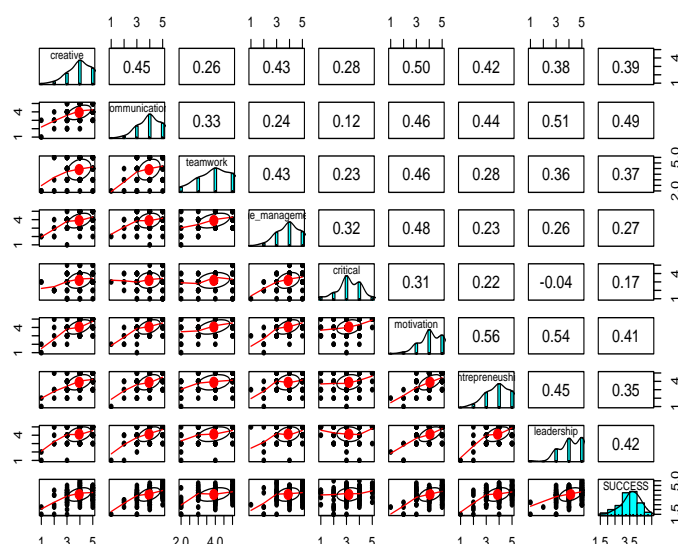 1 3 5 1 3 5 1 3 5 1 3 5
creative 0.45 0.26 0.43 0.28 0.50 0.42 0.38 0.39 1 4
1 4 ommunication 0.33 0.24 0.12 0.46 0.44 0.51 0.49
teamwork 0.43 0.23 0.46 0.28 0.36 0.37 2.0 5.0
1 4 e_manageme 0.32 0.48 0.23 0.26 0.27
critical 0.31 0.22 -0.04 0.17 1 4
1 4 motivation 0.56 0.54 0.41
ntrepreneush 0.45 0.35 1 4
1 4 leadership 0.42
SUCCESS 1.5 5.0
1 3 5 2.0 4.0 1 3 5 1 3 5 1.5 3.5